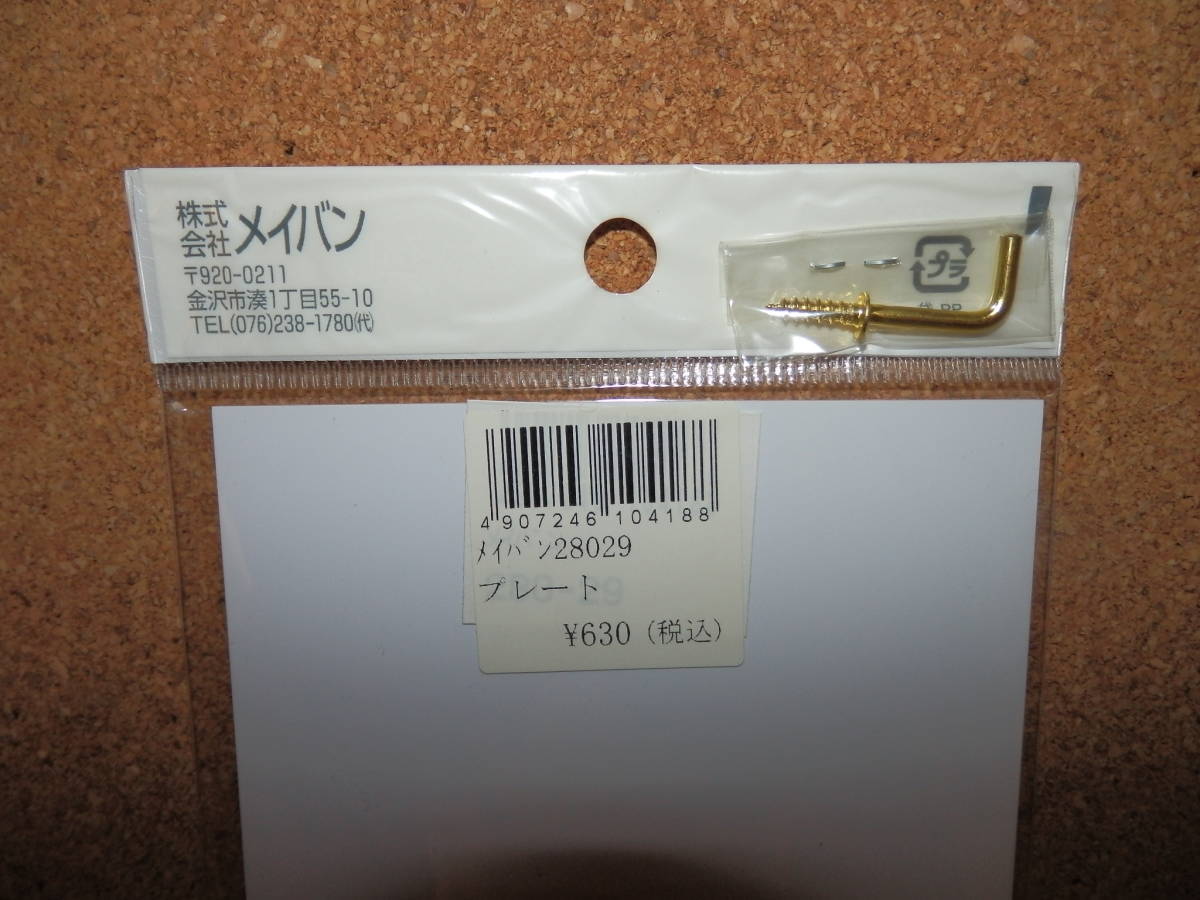 株式会社 メイバン
〒920-0211
金沢市湊1丁目55-10
TEL(076)238-1780㈹
プラ
4 907246 104188
ﾒｲﾊﾞﾝ28029
プレート
¥630 (税込)